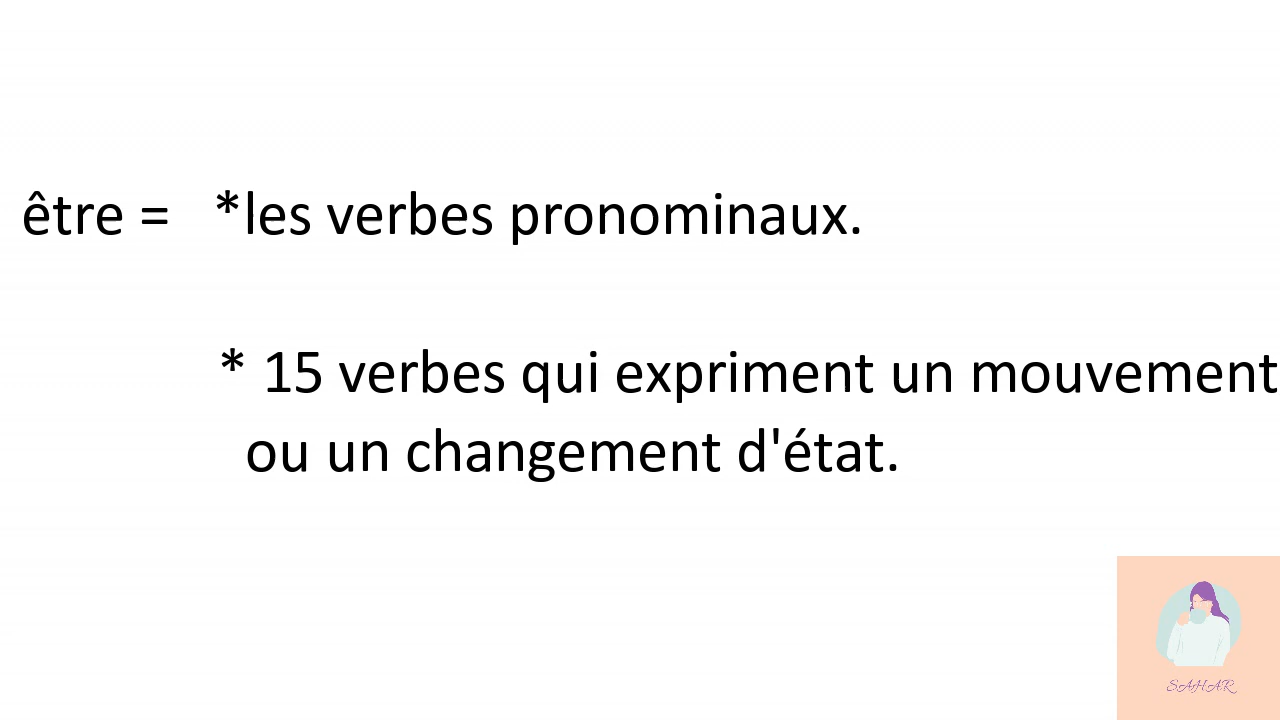 être = *les verbes pronominaux.
* 15 verbes qui expriment un mouvement
ou un changement d'état.
SAHAR